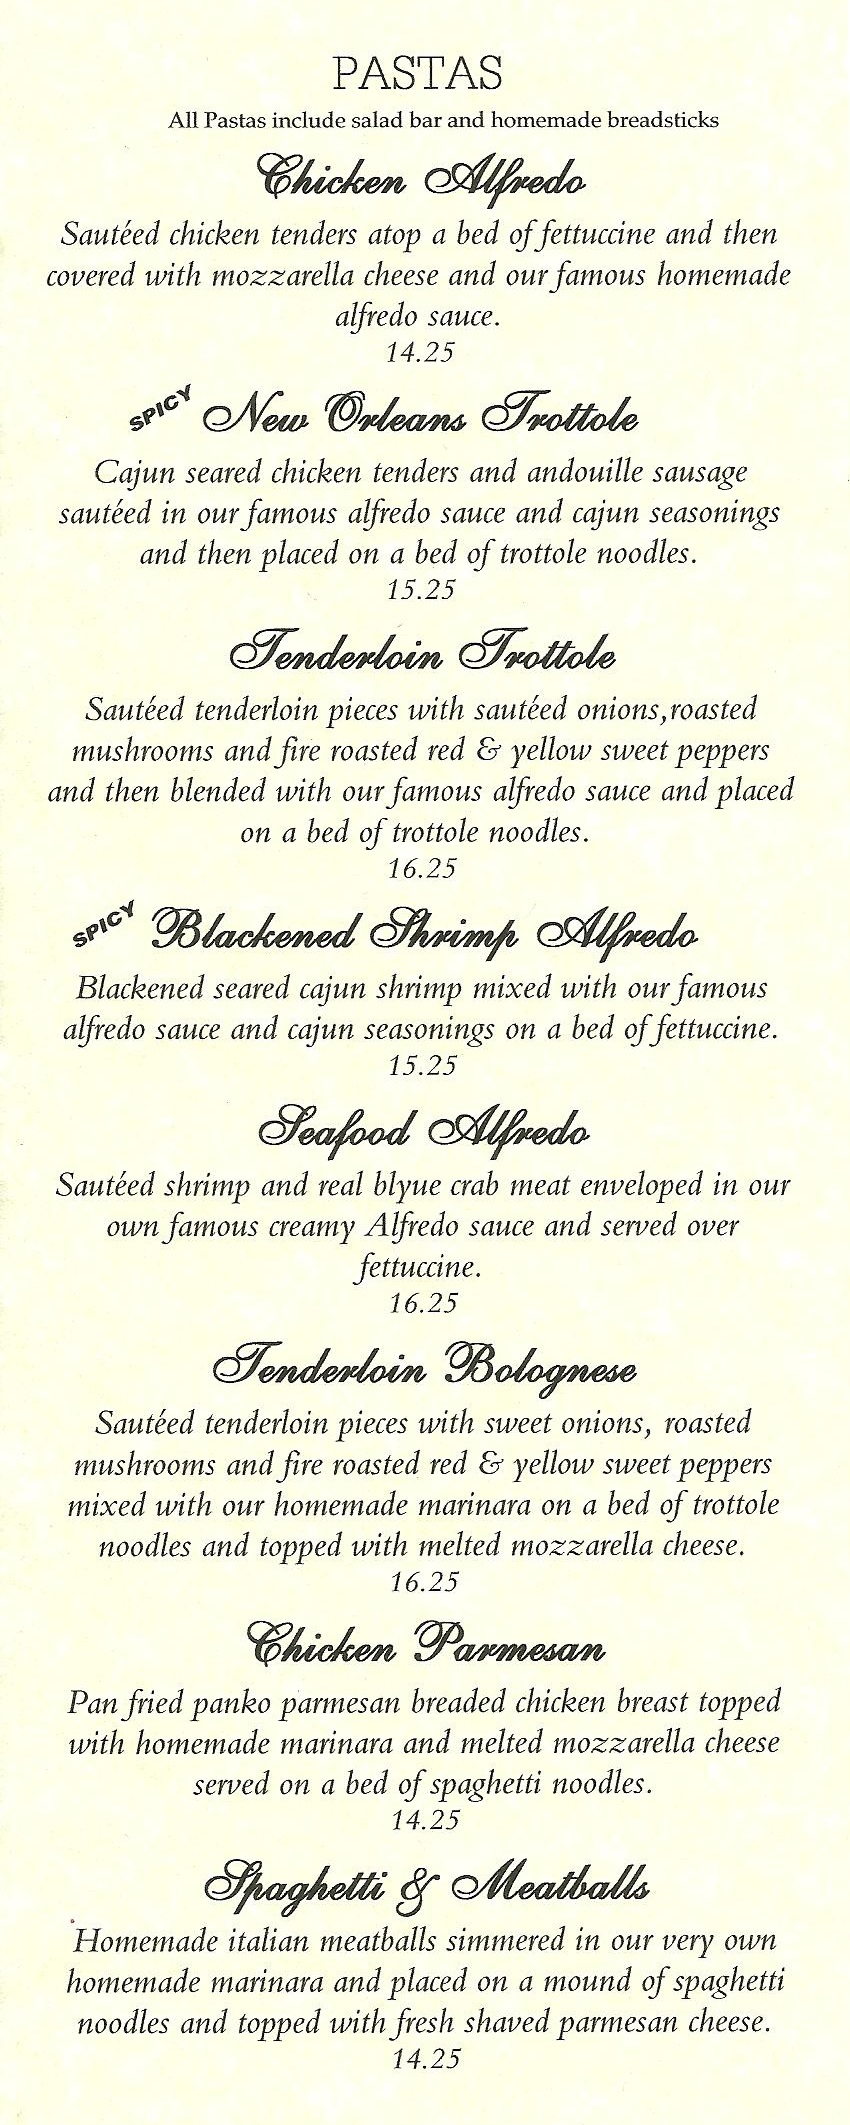 PASTAS
All Pastas include salad bar and homemade breadsticks
Chicken Alfredo
Sautéed chicken tenders atop a bed of fettuccine and then
covered with mozzarella cheese and our famous homemade
alfredo sauce.
14.25
SPICY New Orleans Trottole
Cajun seared chicken tenders and andouille sausage
sautéed in our famous alfredo sauce and cajun seasonings
and then placed on a bed of trottole noodles.
15.25
Tenderloin Trottole
Sautéed tenderloin pieces with sautéed onions,roasted
mushrooms and fire roasted red & yellow sweet peppers
and then blended with our famous alfredo sauce and placed
on a bed of trottole noodles.
16.25
SPICY Blackened Shrimp Alfredo
Blackened seared cajun shrimp mixed with our famous
alfredo sauce and cajun seasonings on a bed of fettuccine.
15.25
Seafood Alfredo
Sautéed shrimp and real blyue crab meat enveloped in our
own famous creamy Alfredo sauce and served over
fettuccine.
16.25
Tenderloin Bolognese
Sautéed tenderloin pieces with sweet onions, roasted
mushrooms and fire roasted red & yellow sweet peppers
mixed with our homemade marinara on a bed of trottole
noodles and topped with melted mozzarella cheese.
16.25
Chicken Parmesan
Pan fried panko parmesan breaded chicken breast topped
with homemade marinara and melted mozzarella cheese
served on a bed of spaghetti noodles.
14.25
Spaghetti & Meatballs
Homemade italian meatballs simmered in our very own
homemade marinara and placed on a mound of spaghetti
noodles and topped with fresh shaved parmesan cheese.
14.25